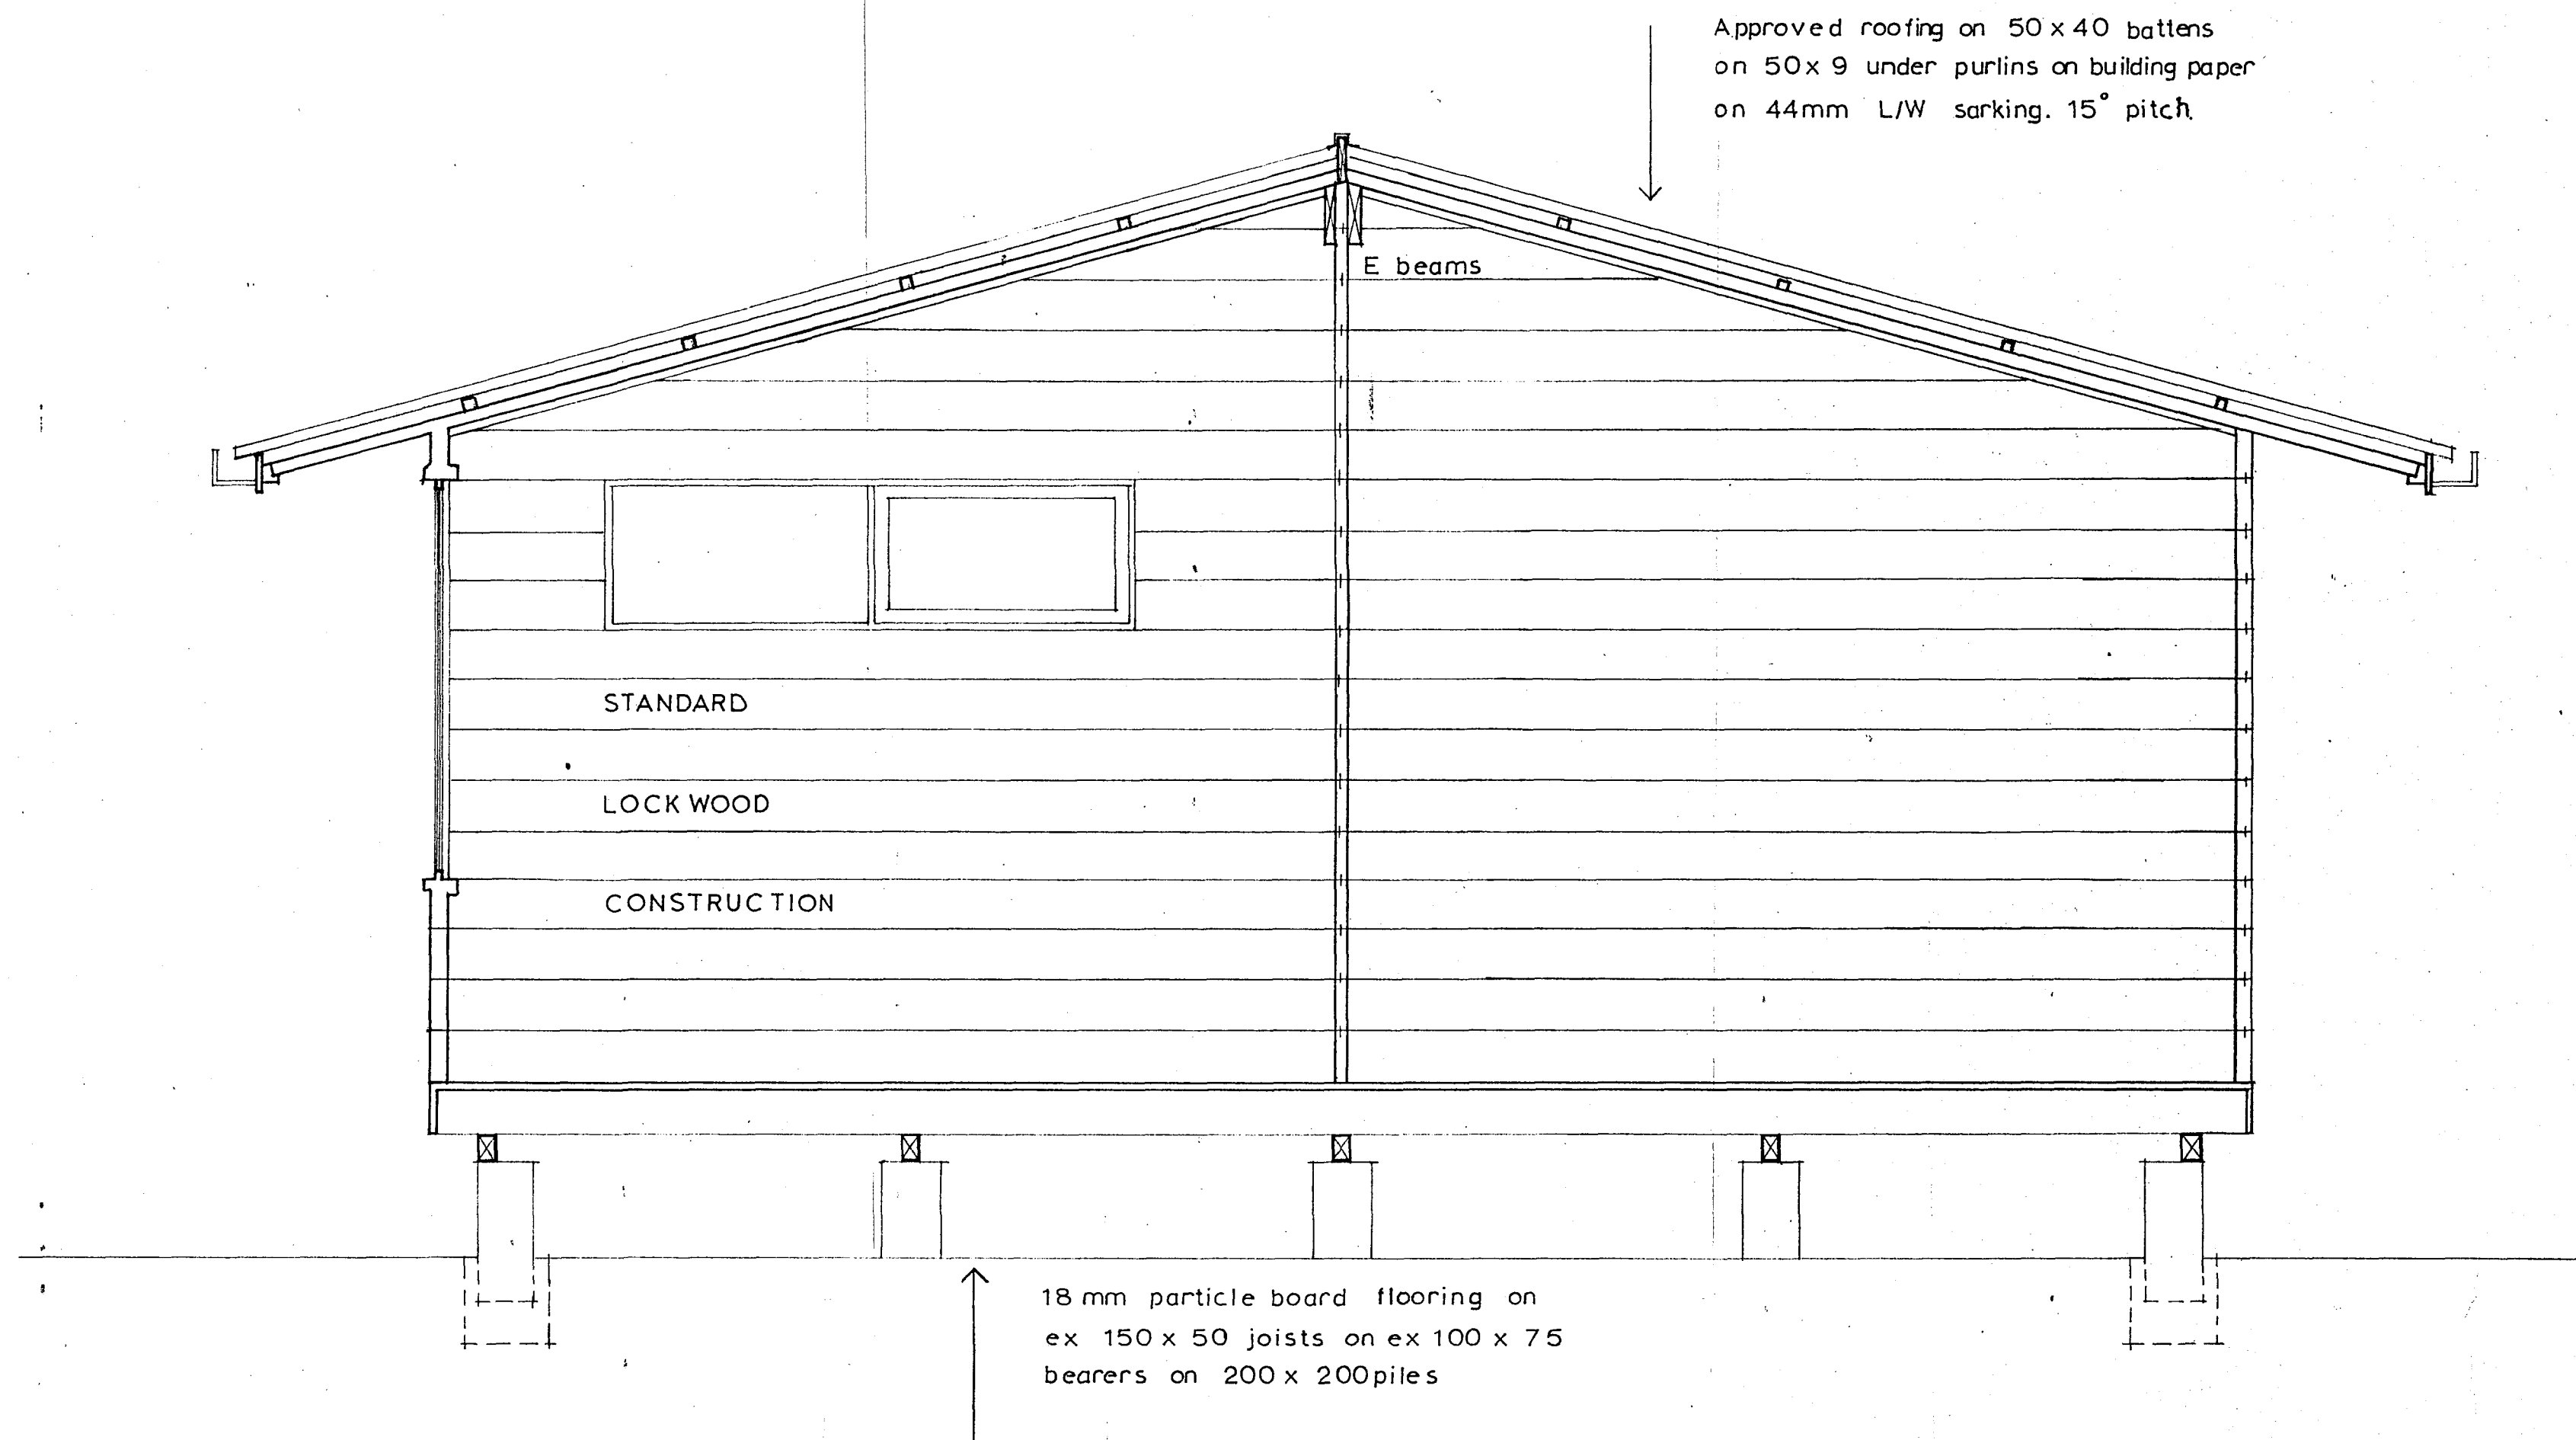 Approved roofing on 50 x 40 battens
on 50 x 9 under purlins on building paper
on 44mm L/W sarking. 15° pitch.
E beams
STANDARD
LOCKWOOD
CONSTRUCTION
18 mm particle board flooring on
ex 150 x 50 joists on ex 100 x 75
bearers on 200 x 200 piles